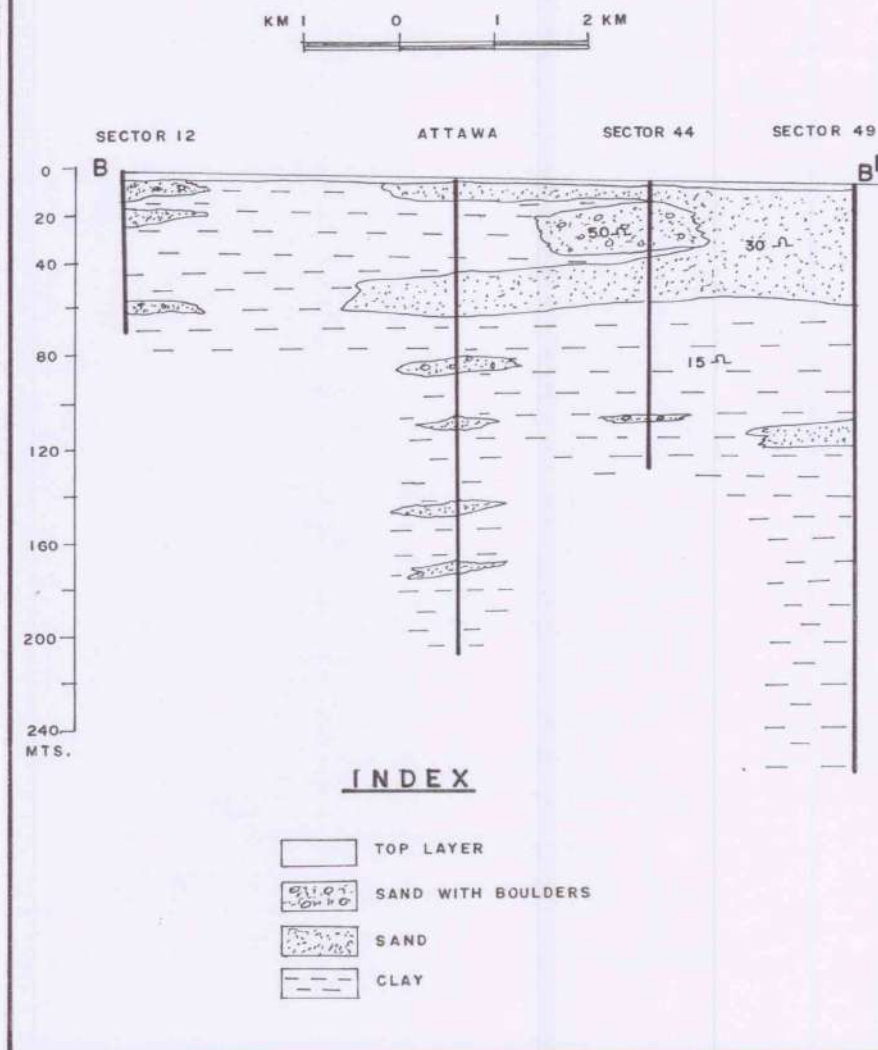 KM 1 0 1 2 KM
SECTOR 12 ATTAWA SECTOR 44 SECTOR 49
B B'
0
20
40
80
120
160
200
240
MTS.
50 Ω
30 Ω
15 Ω
INDEX
TOP LAYER
SAND WITH BOULDERS
SAND
CLAY